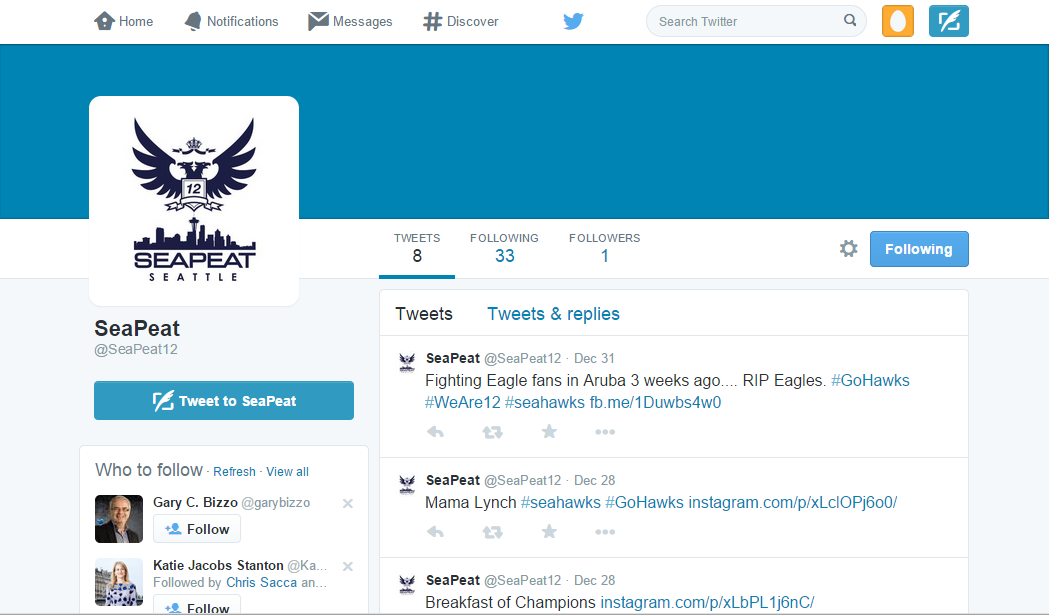 Home
Notifications
Messages
Discover
Search Twitter
12
SEAPEAT
SEATTLE
TWEETS
8
FOLLOWING
33
FOLLOWERS
1
Following
SeaPeat
@SeaPeat12
Tweet to SeaPeat
Who to follow · Refresh · View all
Gary C. Bizzo @garybizzo
Follow
Katie Jacobs Stanton @Ka...
Followed by Chris Sacca an...
Follow
Tweets
Tweets & replies
SeaPeat @SeaPeat12 · Dec 31
Fighting Eagle fans in Aruba 3 weeks ago.... RIP Eagles. #GoHawks
#WeAre12 #seahawks fb.me/1Duwbs4w0
SeaPeat @SeaPeat12 · Dec 28
Mama Lynch #seahawks #GoHawks instagram.com/p/xLclOPj6o0/
SeaPeat @SeaPeat12 · Dec 28
Breakfast of Champions instagram.com/p/xLbPL1j6nC/